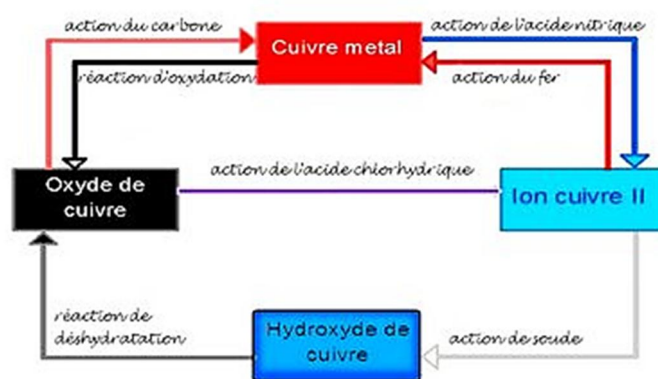 action du carbone
Cuivre metal
action de l'acide nitrique
réaction d'oxydation
action du fer
Oxyde de
cuivre
action de l'acide chlorhydrique
Ion cuivre II
réaction de
déshydratation
Hydroxyde de
cuivre
action de soude